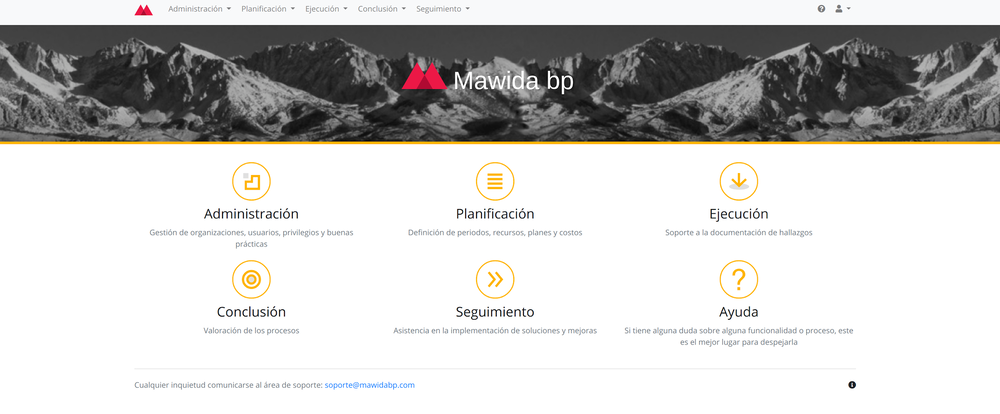 Administración Planificación Ejecución Conclusión Seguimiento
Mawida bp
Administración
Gestión de organizaciones, usuarios, privilegios y buenas
prácticas
Planificación
Definición de periodos, recursos, planes y costos
Ejecución
Soporte a la documentación de hallazgos
Conclusión
Valoración de los procesos
Seguimiento
Asistencia en la implementación de soluciones y mejoras
Ayuda
Si tiene alguna duda sobre alguna funcionalidad o proceso, este
es el mejor lugar para despejarla
Cualquier inquietud comunicarse al área de soporte: soporte@mawidabp.com